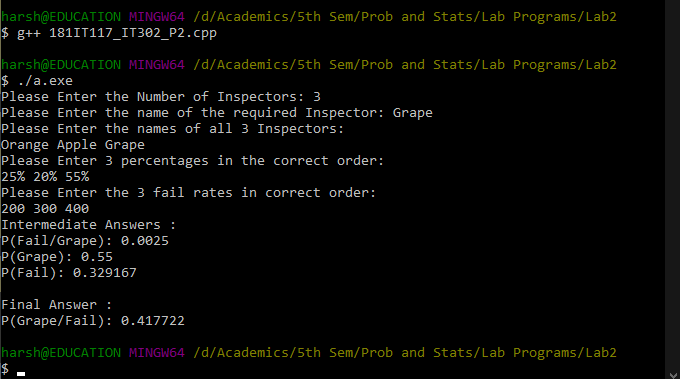 harsh@EDUCATION MINGW64 /d/Academics/5th Sem/Prob and Stats/Lab Programs/Lab2
$ g++ 181IT117_IT302_P2.cpp
harsh@EDUCATION MINGW64 /d/Academics/5th Sem/Prob and Stats/Lab Programs/Lab2
$ ./a.exe
Please Enter the Number of Inspectors: 3
Please Enter the name of the required Inspector: Grape
Please Enter the names of all 3 Inspectors:
Orange Apple Grape
Please Enter 3 percentages in the correct order:
25% 20% 55%
Please Enter the 3 fail rates in correct order:
200 300 400
Intermediate Answers :
P(Fail/Grape): 0.0025
P(Grape): 0.55
P(Fail): 0.329167
Final Answer :
P(Grape/Fail): 0.417722
harsh@EDUCATION MINGW64 /d/Academics/5th Sem/Prob and Stats/Lab Programs/Lab2
$